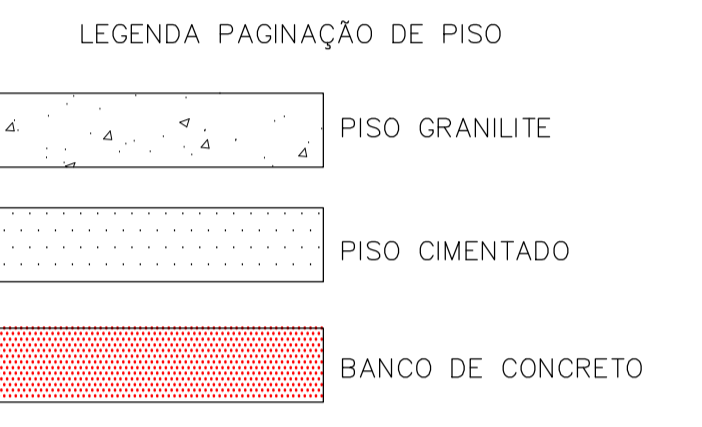 LEGENDA PAGINAÇÃO DE PISO
PISO GRANILITE
PISO CIMENTADO
BANCO DE CONCRETO